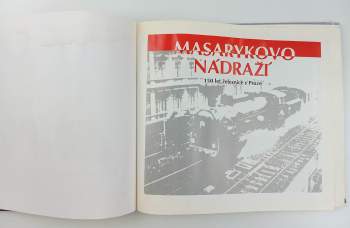 MASARYKOVO
NÁDRAŽÍ
150 let železnice v Praze